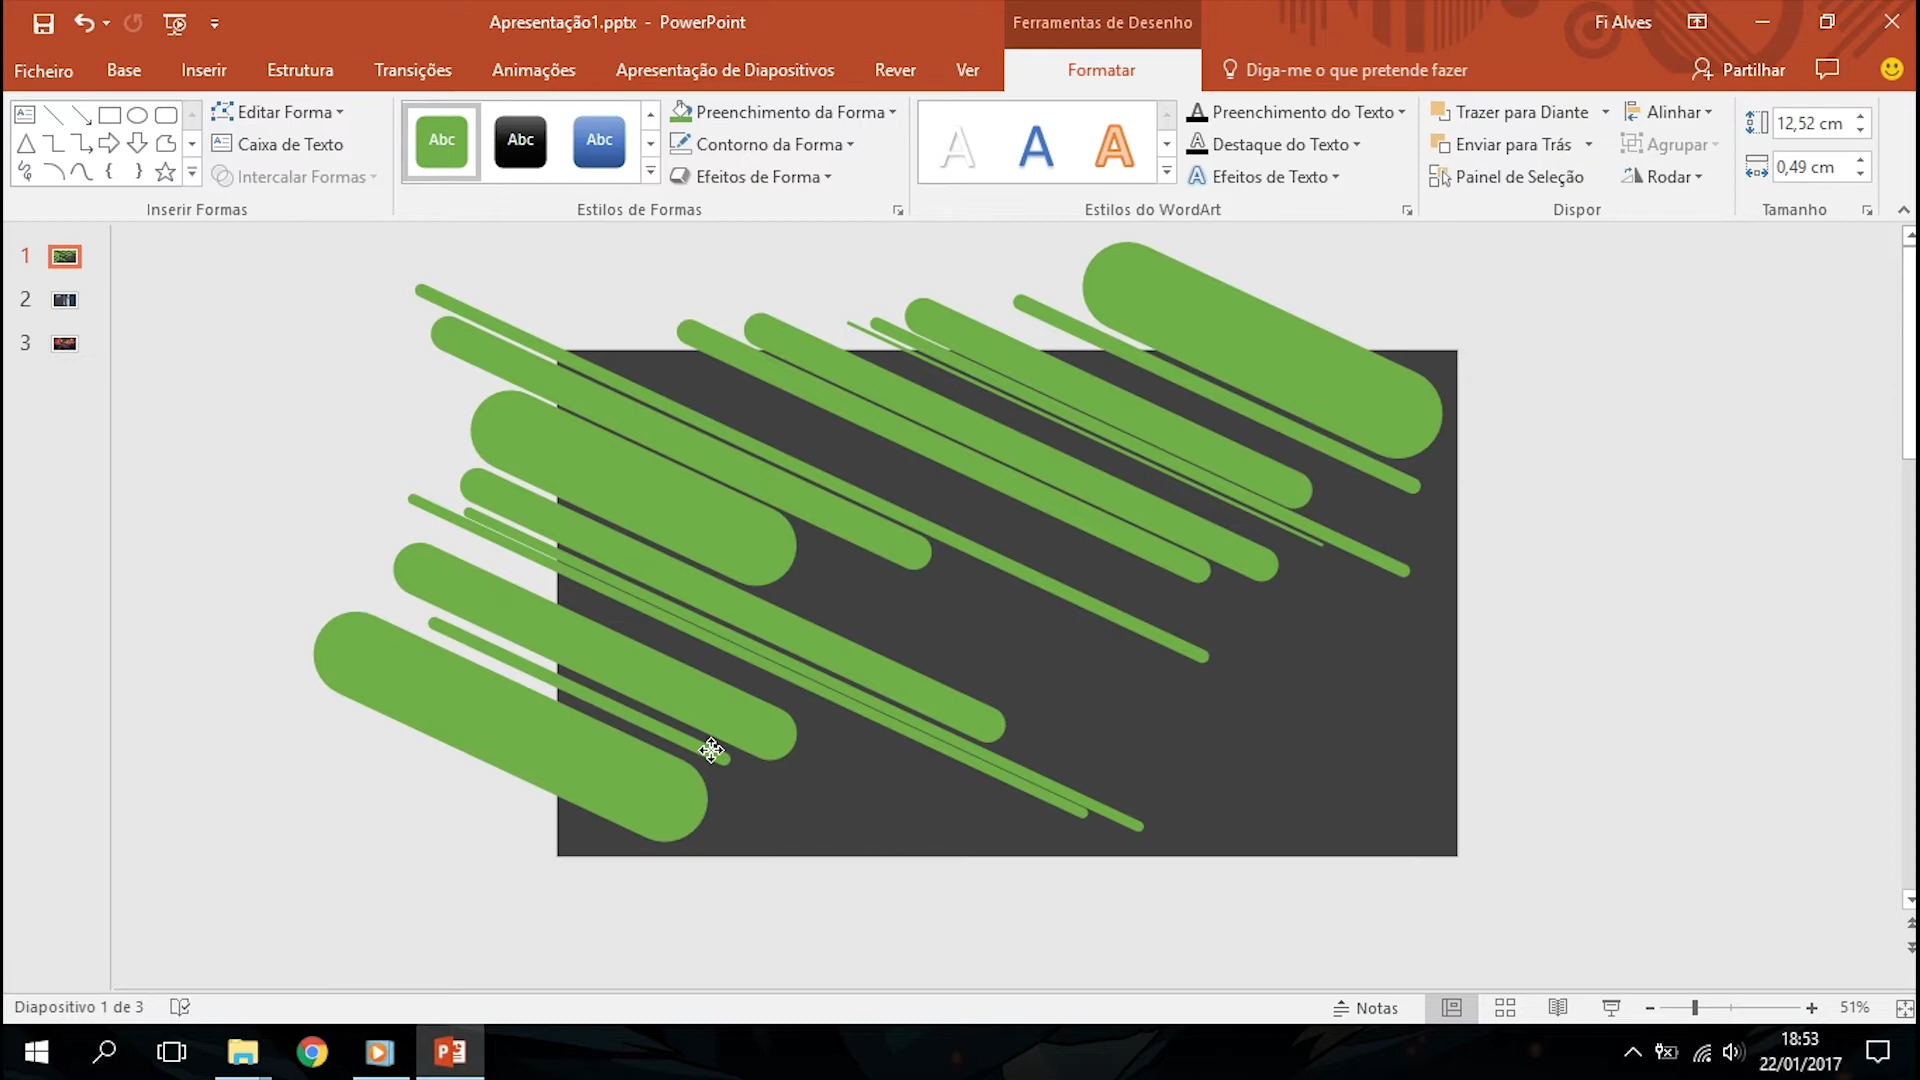 Apresentação1.pptx - PowerPoint
Ferramentas de Desenho
Fi Alves
Ficheiro
Base
Inserir
Estrutura
Transições
Animações
Apresentação de Diapositivos
Rever
Ver
Formatar
Diga-me o que pretende fazer
Partilhar
Editar Forma
Caixa de Texto
Intercalar Formas
Inserir Formas
Abc
Abc
Abc
Preenchimento da Forma
Contorno da Forma
Efeitos de Forma
Estilos de Formas
A
A
A
Preenchimento do Texto
Destaque do Texto
Efeitos de Texto
Estilos do WordArt
Trazer para Diante
Enviar para Trás
Painel de Seleção
Alinhar
Agrupar
Rodar
Dispor
12,52 cm
0,49 cm
Tamanho
1
2
3
Diapositivo 1 de 3
Notas
51%
18:53
22/01/2017